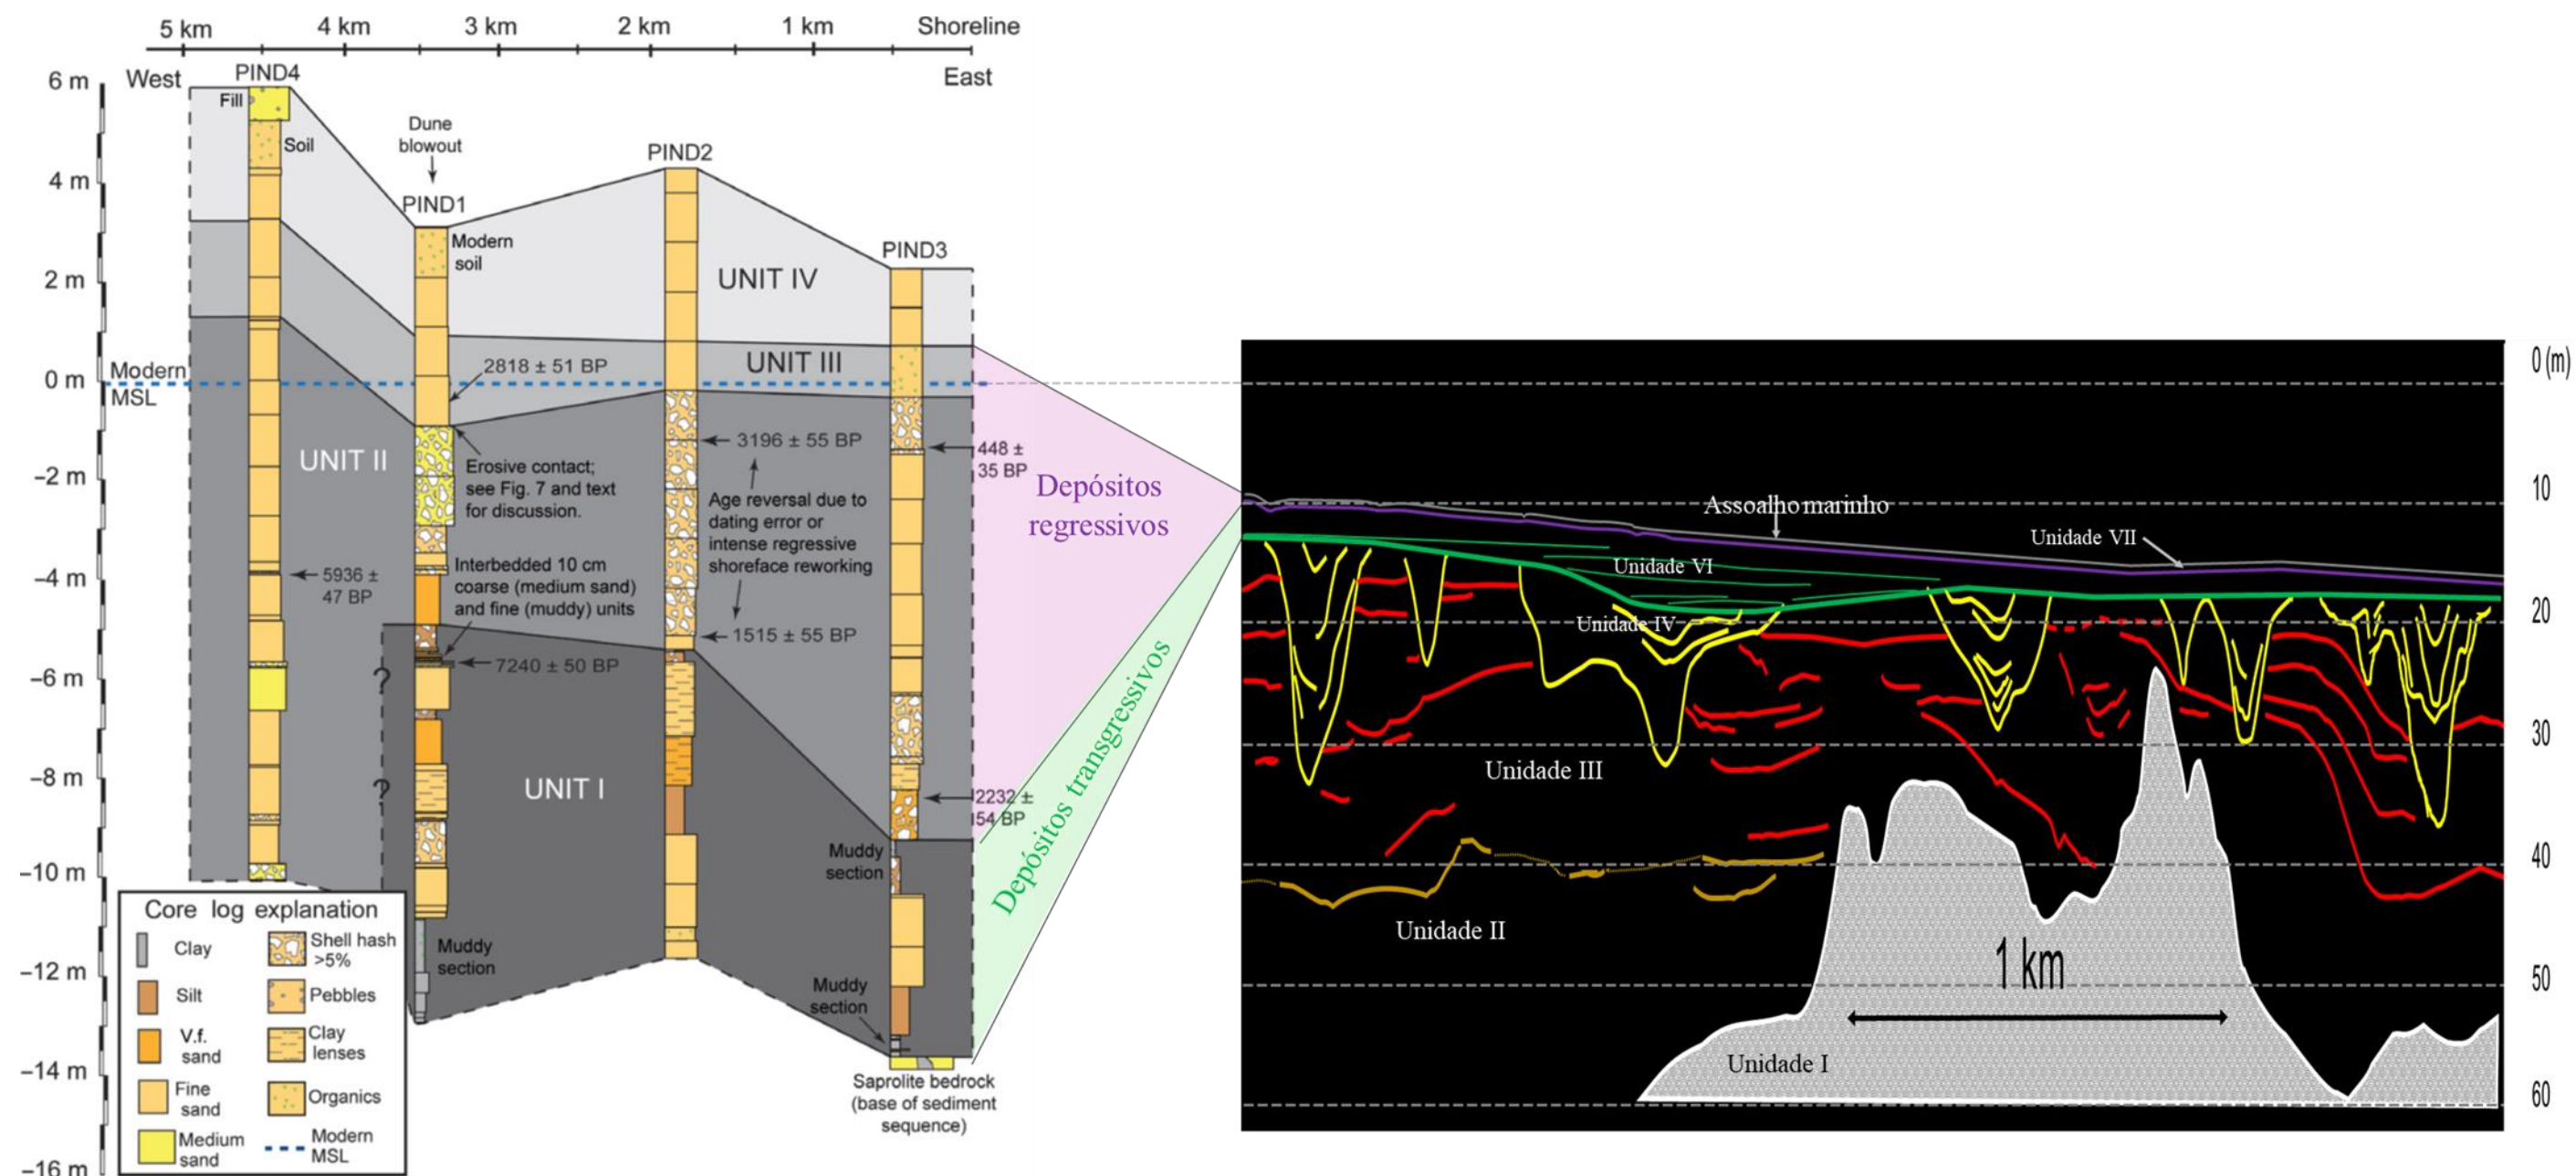 5 km
4 km
3 km
2 km
1 km
Shoreline
West
East
6 m
4 m
2 m
0 m
−2 m
−4 m
−6 m
−8 m
−10 m
−12 m
−14 m
−16 m
Modern
MSL
PIND4
Fill
Soil
Dune
blowout
PIND1
Modern
soil
PIND2
PIND3
UNIT IV
UNIT III
UNIT II
UNIT I
2818 ± 51 BP
Erosive contact;
see Fig. 7 and text
for discussion.
Interbedded 10 cm
coarse (medium sand)
and fine (muddy) units
5936 ±
47 BP
7240 ± 50 BP
3196 ± 55 BP
Age reversal due to
dating error or
intense regressive
shoreface reworking
1515 ± 55 BP
448 ±
35 BP
2232 ±
154 BP
?
?
Muddy
section
Muddy
section
Muddy
section
Saprolite bedrock
(base of sediment
sequence)
Core log explanation
Clay
Silt
V.f.
sand
Fine
sand
Medium
sand
Shell hash
>5%
Pebbles
Clay
lenses
Organics
Modern
MSL
Depósitos
regressivos
Depósitos transgressivos
Assoalho marinho
Unidade VII
Unidade VI
Unidade IV
Unidade III
Unidade II
Unidade I
1 km
0 (m)
10
20
30
40
50
60